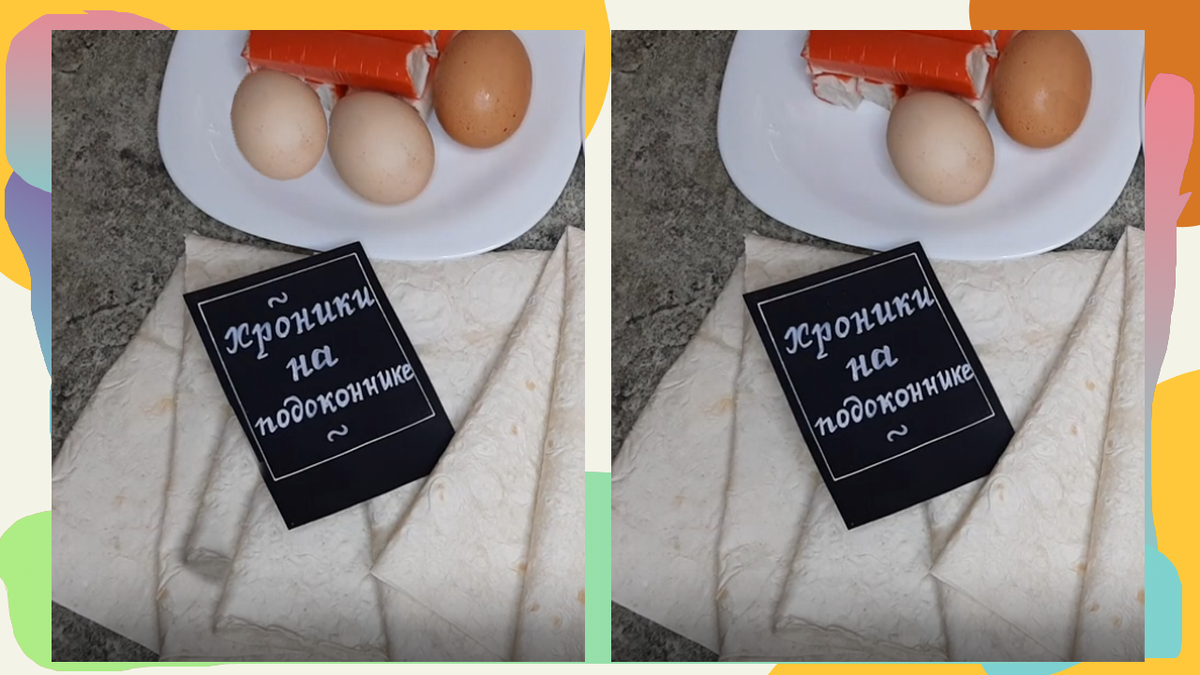 ~
Хроники
на
подоконнике
~
Хроники
на
подоконнике
~